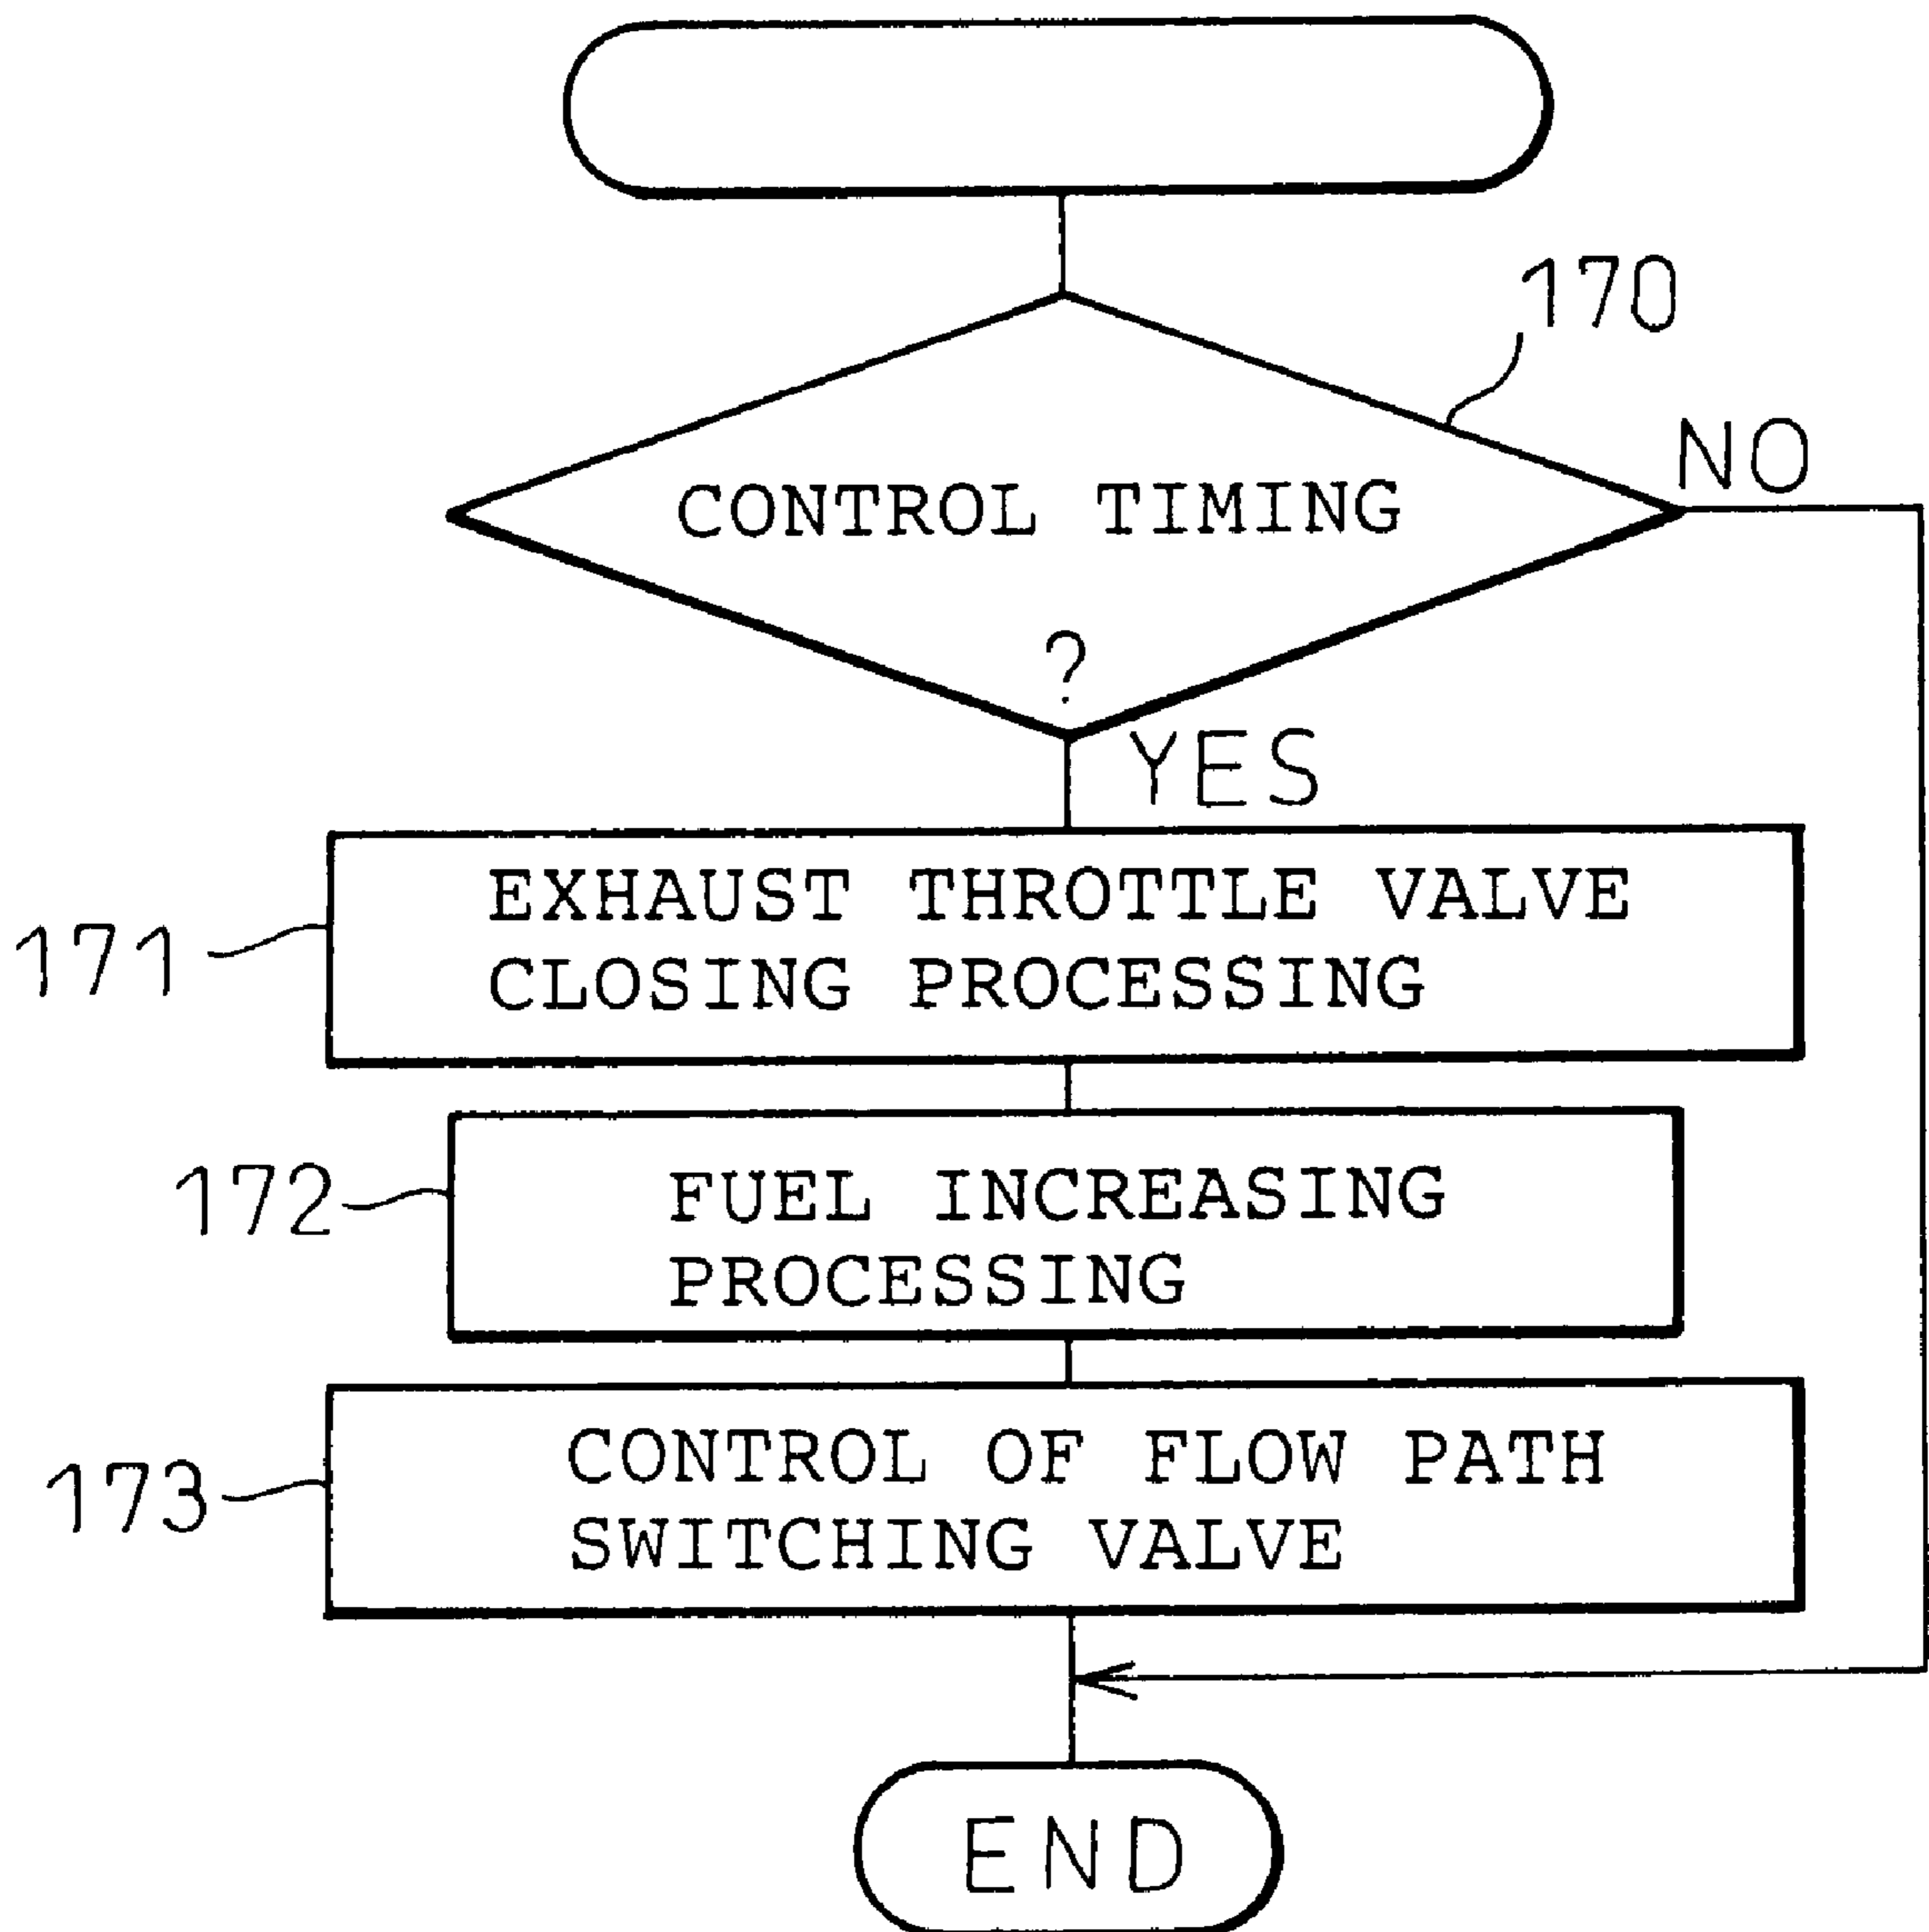 170
CONTROL TIMING
NO
?
YES
171
EXHAUST THROTTLE VALVE
CLOSING PROCESSING
172
FUEL INCREASING
PROCESSING
173
CONTROL OF FLOW PATH
SWITCHING VALVE
END